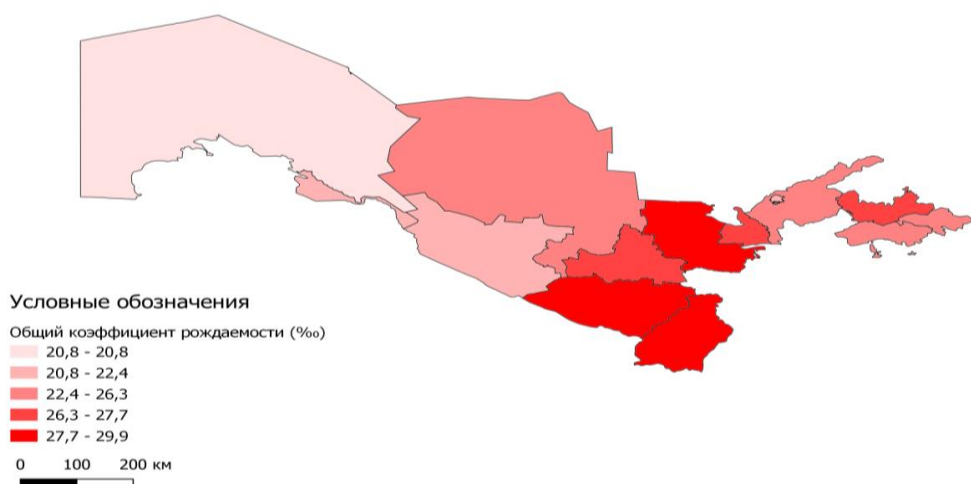 Условные обозначения
Общий коэффициент рождаемости (‰)
20,8 - 20,8
20,8 - 22,4
22,4 - 26,3
26,3 - 27,7
27,7 - 29,9
0 100 200 км